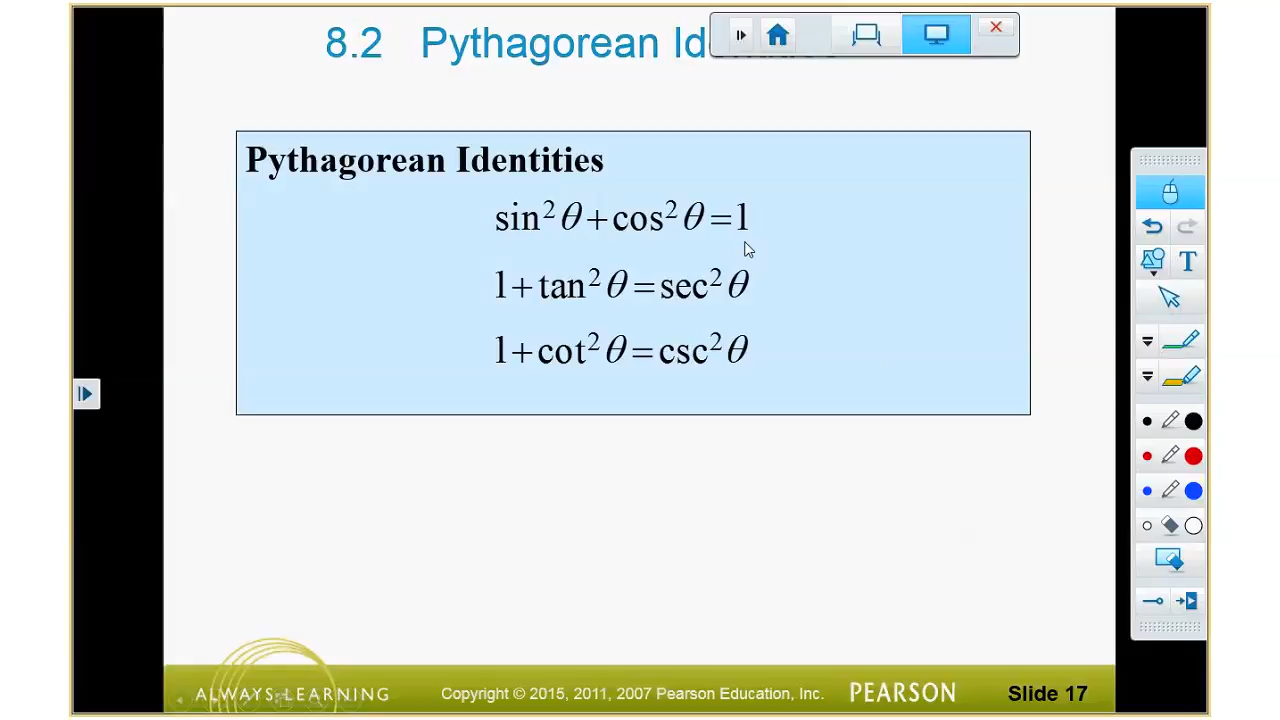 8.2 Pythagorean
Pythagorean Identities
sin²θ+cos²θ=1
1+tan²θ=sec²θ
1+cot²θ=csc²θ
T
ALWAYS LEARNING
Copyright © 2015, 2011, 2007 Pearson Education, Inc.
PEARSON
Slide 17